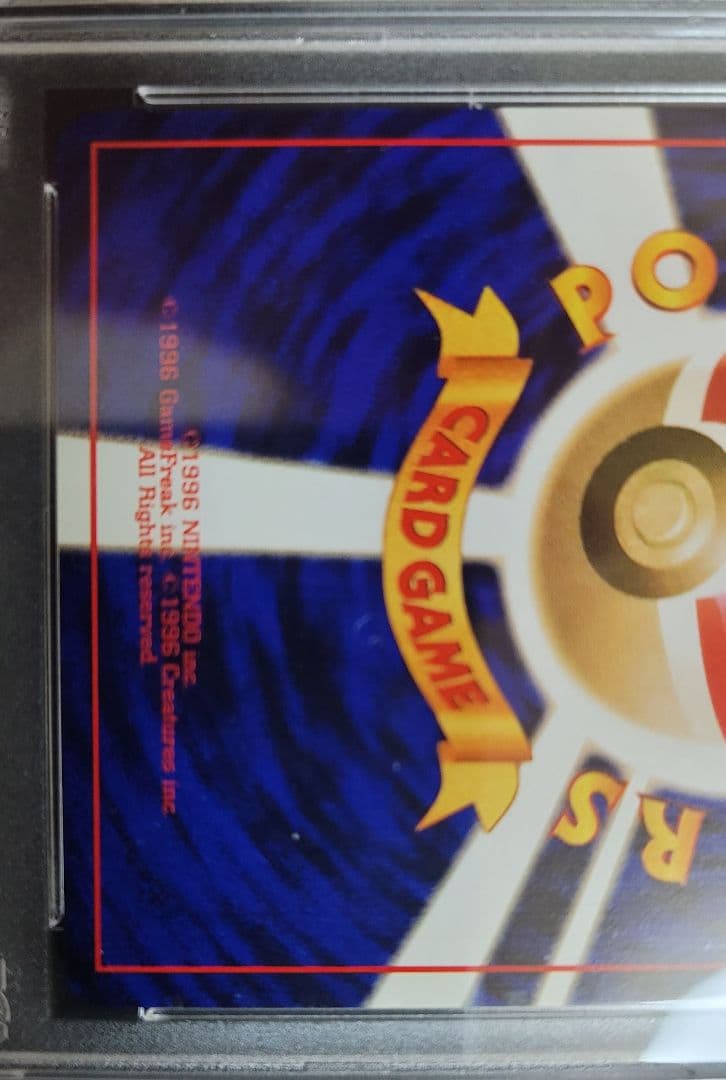 P O
R S
CARD GAME
©1996 NINTENDO inc.
©1996 GameFreak inc. ©1996 Creatures inc.
All Rights reserved.